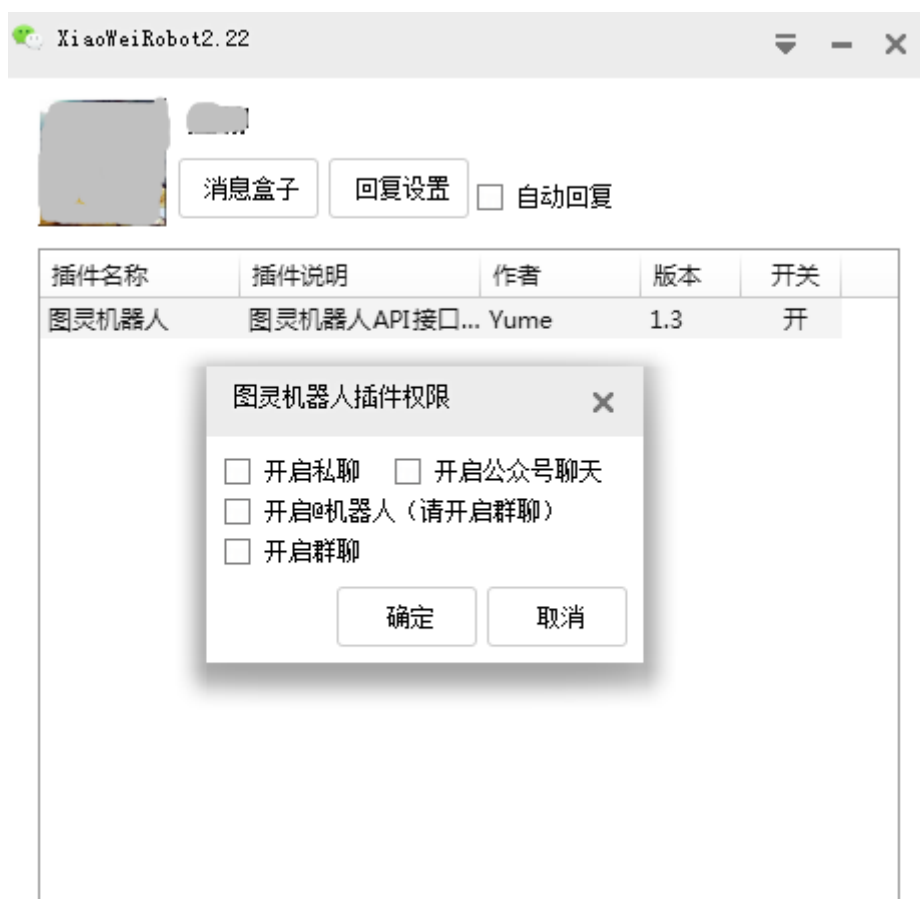 XiaoWeiRobot2.22
消息盒子 回复设置 自动回复
插件名称 插件说明 作者 版本 开关
图灵机器人 图灵机器人API接口... Yume 1.3 开
图灵机器人插件权限
开启私聊 开启公众号聊天
开启@机器人（请开启群聊）
开启群聊
确定 取消